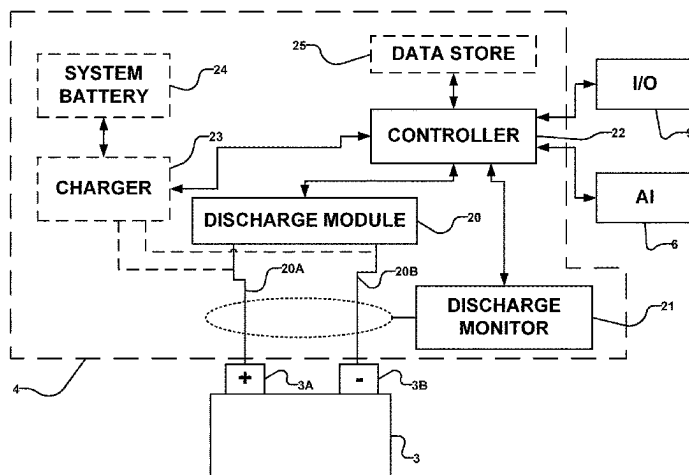 25
DATA STORE
SYSTEM
BATTERY
24
I/O
CONTROLLER
22
23
CHARGER
AI
6
DISCHARGE MODULE
20
20A
20B
DISCHARGE
MONITOR
21
4
+
3A
-
3B
3